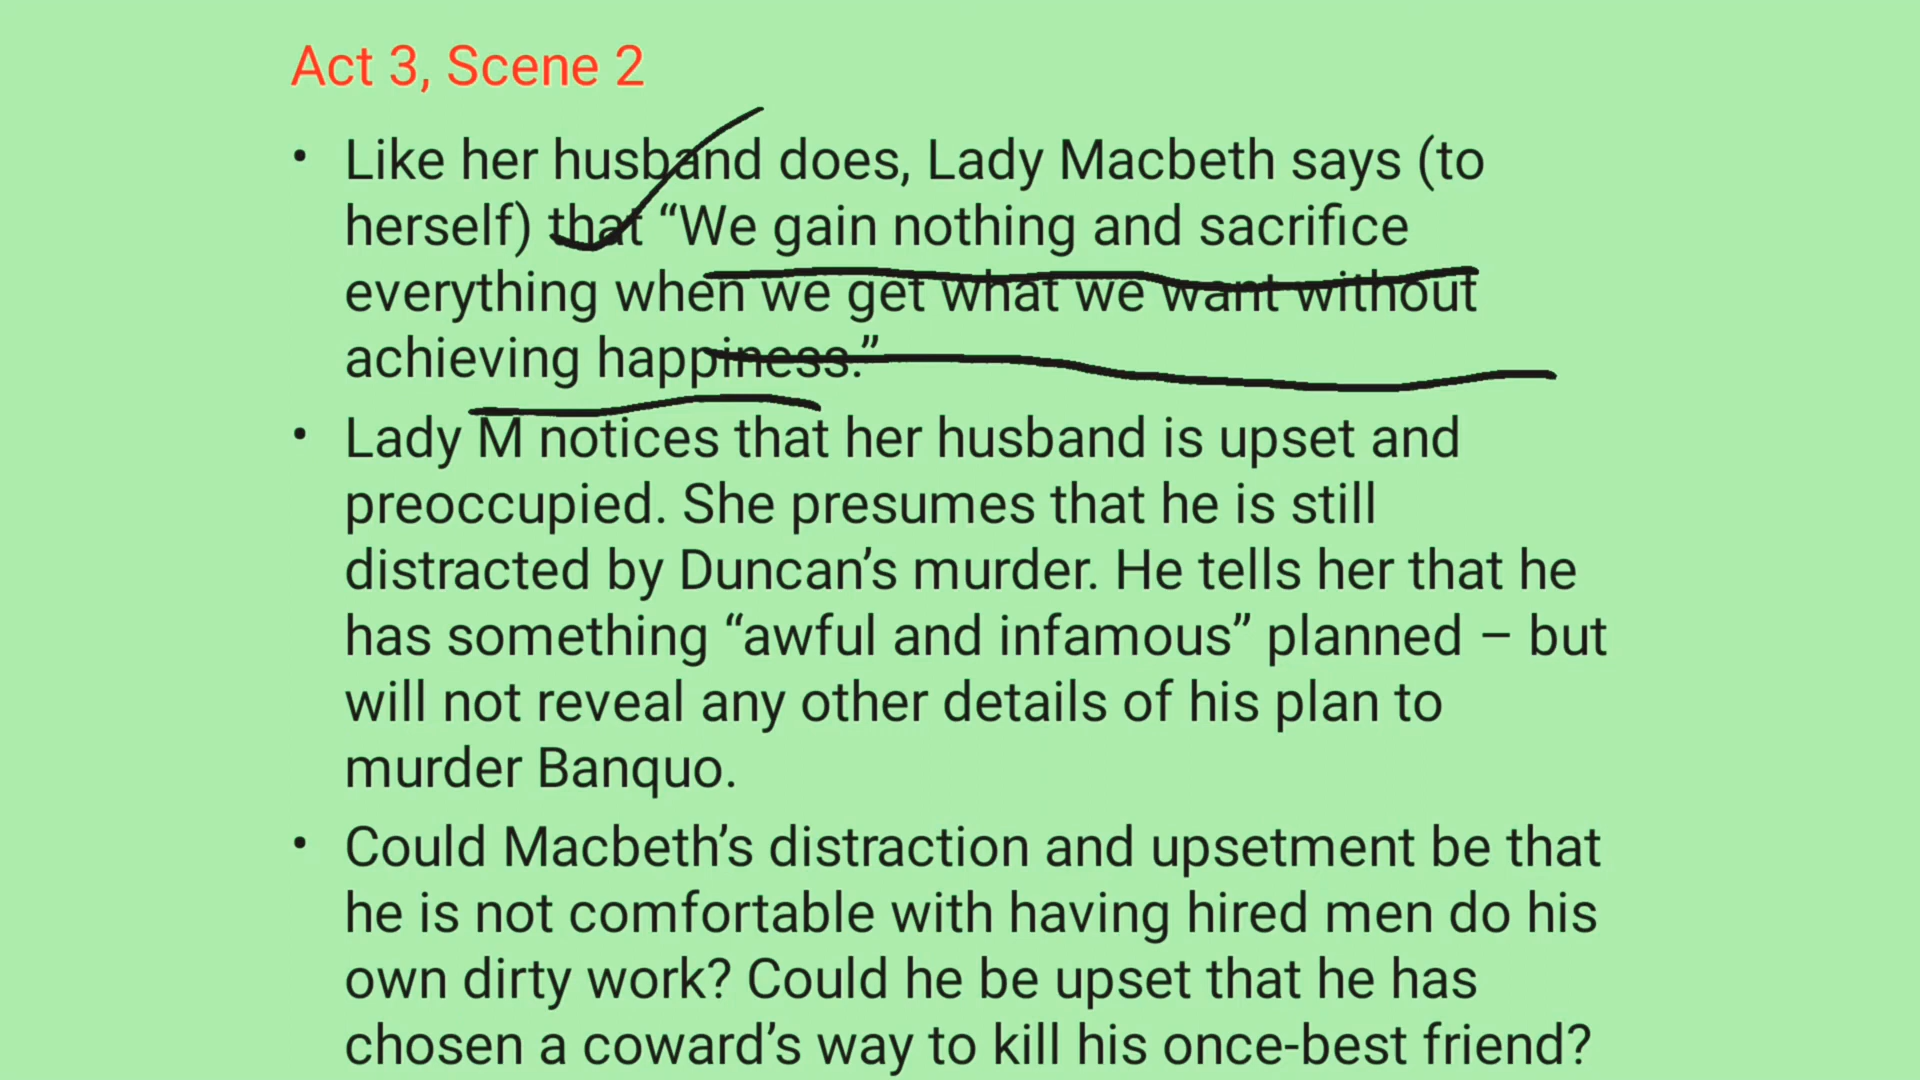 Act 3, Scene 2
• Like her husband does, Lady Macbeth says (to
herself) that “We gain nothing and sacrifice
everything when we get what we want without
achieving happiness.”
• Lady M notices that her husband is upset and
preoccupied. She presumes that he is still
distracted by Duncan’s murder. He tells her that he
has something “awful and infamous” planned – but
will not reveal any other details of his plan to
murder Banquo.
• Could Macbeth’s distraction and upsetment be that
he is not comfortable with having hired men do his
own dirty work? Could he be upset that he has
chosen a coward’s way to kill his once-best friend?